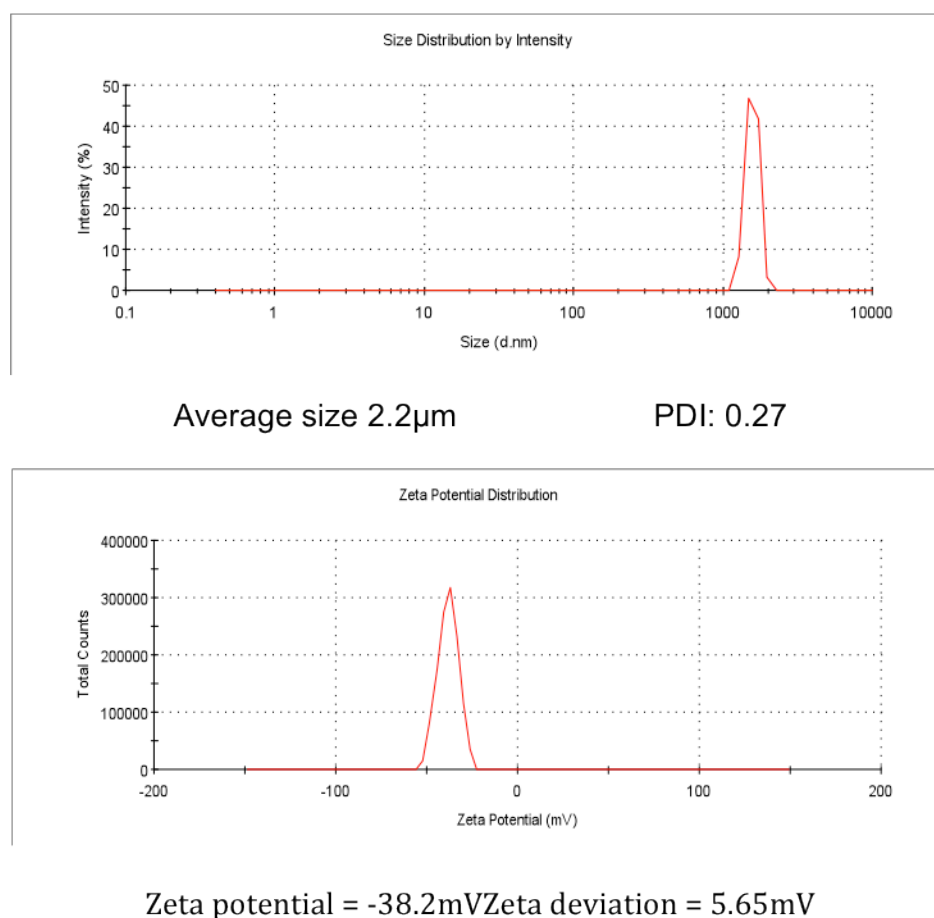 Size Distribution by Intensity
50
40
30
20
10
0
Intensity (%)
0.1 1 10 100 1000 10000
Size (d.nm)
Average size 2.2µm PDI: 0.27
Zeta Potential Distribution
400000
300000
200000
100000
0
Total Counts
-200 -100 0 100 200
Zeta Potential (mV)
Zeta potential = -38.2mVZeta deviation = 5.65mV